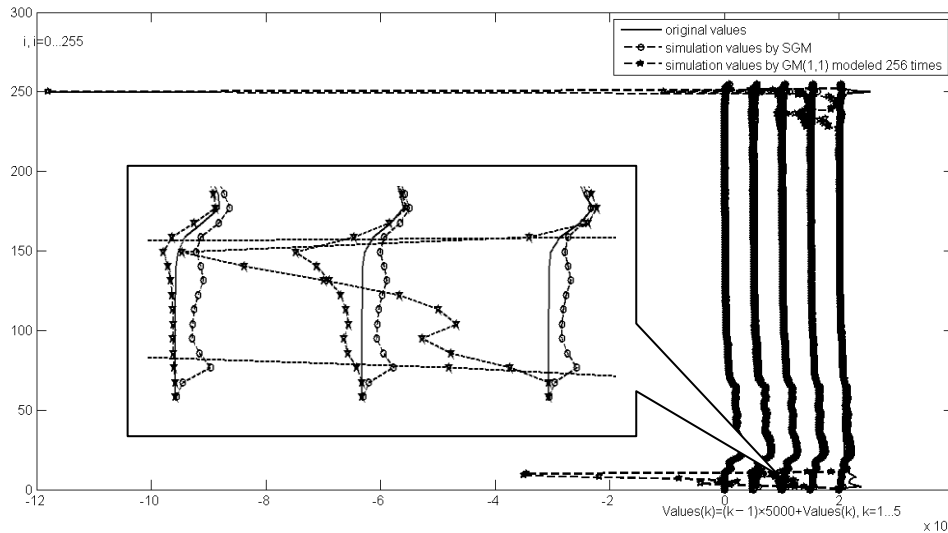 300
i, i=0...255
250
200
150
100
50
0
original values
simulation values by SGM
simulation values by GM(1,1) modeled 256 times
-12
-10
-8
-6
-4
-2
0
2
Values(k)=(k−1)×5000+Values(k), k=1...5
x 10